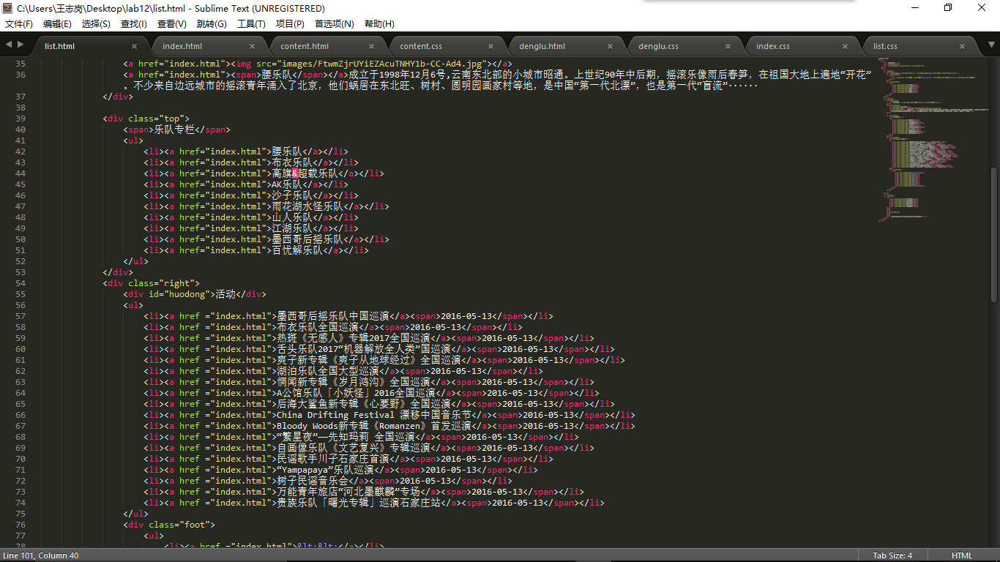 C:\Users\王志岗\Desktop\lab12\list.html - Sublime Text (UNREGISTERED)
文件(F) 编辑(E) 选择(S) 查找(I) 查看(V) 跳转(G) 工具(T) 项目(P) 首选项(N) 帮助(H)
list.html × index.html × content.html × content.css × denglu.html × denglu.css × index.css × list.css ×
35 <a href="index.html"><img src="images/FtwmZjrUYiEZAcuTNHY1b-CC-Ad4.jpg"></a>
36 <a href="index.html"><span>腰乐队</span></a>成立于1998年12月6号,云南东北部的小城市昭通。上世纪90年中后期，摇滚乐像雨后春笋，在祖国大地上遍地“开花”
。不少来自边远城市的摇滚青年涌入了北京，他们蜗居在东北旺、树村、圆明园画家村等地，是中国“第一代北漂”，也是第一代“盲流”······
37 </div>
38
39 <div class="top">
40 <span>乐队专栏</span>
41 <ul>
42 <li><a href="index.html">腰乐队</a></li>
43 <li><a href="index.html">布衣乐队</a></li>
44 <li><a href="index.html">高旗&超载乐队</a></li>
45 <li><a href="index.html">AK乐队</a></li>
46 <li><a href="index.html">沙子乐队</a></li>
47 <li><a href="index.html">雨花湖水怪乐队</a></li>
48 <li><a href="index.html">山人乐队</a></li>
49 <li><a href="index.html">江湖乐队</a></li>
50 <li><a href="index.html">墨西哥后摇乐队</a></li>
51 <li><a href="index.html">百忧解乐队</a></li>
52 </ul>
53 </div>
54 <div class="right">
55 <div id="huodong">活动</div>
56 <ul>
57 <li><a href ="index.html">墨西哥后摇乐队中国巡演</a><span>2016-05-13</span></li>
58 <li><a href ="index.html">布衣乐队全国巡演</a><span>2016-05-13</span></li>
59 <li><a href ="index.html">热斑《无感人》专辑2017全国巡演</a><span>2016-05-13</span></li>
60 <li><a href ="index.html">舌头乐队2017“机器解放全人类”国巡演</a><span>2016-05-13</span></li>
61 <li><a href ="index.html">爽子新专辑《爽子从地球经过》全国巡演</a><span>2016-05-13</span></li>
62 <li><a href ="index.html">湖泊乐队全国大型巡演</a><span>2016-05-13</span></li>
63 <li><a href ="index.html">惘闻新专辑《岁月鸿沟》全国巡演</a><span>2016-05-13</span></li>
64 <li><a href ="index.html">A公馆乐队「小妖怪」2016全国巡演</a><span>2016-05-13</span></li>
65 <li><a href ="index.html">后海大鲨鱼新专辑《心要野》全国巡演</a><span>2016-05-13</span></li>
66 <li><a href ="index.html">China Drifting Festival 漂移中国音乐节</a><span>2016-05-13</span></li>
67 <li><a href ="index.html">Bloody Woods新专辑《Romanzen》首发巡演</a><span>2016-05-13</span></li>
68 <li><a href ="index.html">“繁星夜”—先知玛莉 全国巡演</a><span>2016-05-13</span></li>
69 <li><a href ="index.html">自画像乐队《文艺复兴》专辑巡演</a><span>2016-05-13</span></li>
70 <li><a href ="index.html">民谣歌手川子石家庄首演</a><span>2016-05-13</span></li>
71 <li><a href ="index.html">“Yampapaya”乐队巡演</a><span>2016-05-13</span></li>
72 <li><a href ="index.html">树子民谣音乐会</a><span>2016-05-13</span></li>
73 <li><a href ="index.html">万能青年旅店“河北墨麒麟”专场</a><span>2016-05-13</span></li>
74 <li><a href ="index.html">贵族乐队「曙光专辑」巡演石家庄站</a><span>2016-05-13</span></li>
75 </ul>
76 <div class="foot">
77 <ul>
78 <li><a href ="index.html">&lt;&lt;</a></li>
Line 101, Column 40 Tab Size: 4 HTML